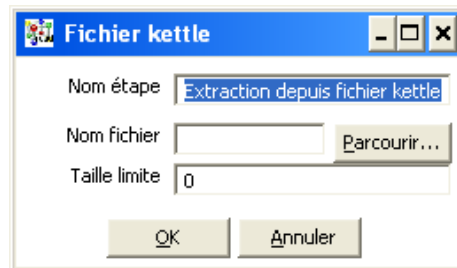 Fichier kettle
Nom étape Extraction depuis fichier kettle
Nom fichier Parcourir...
Taille limite 0
OK Annuler